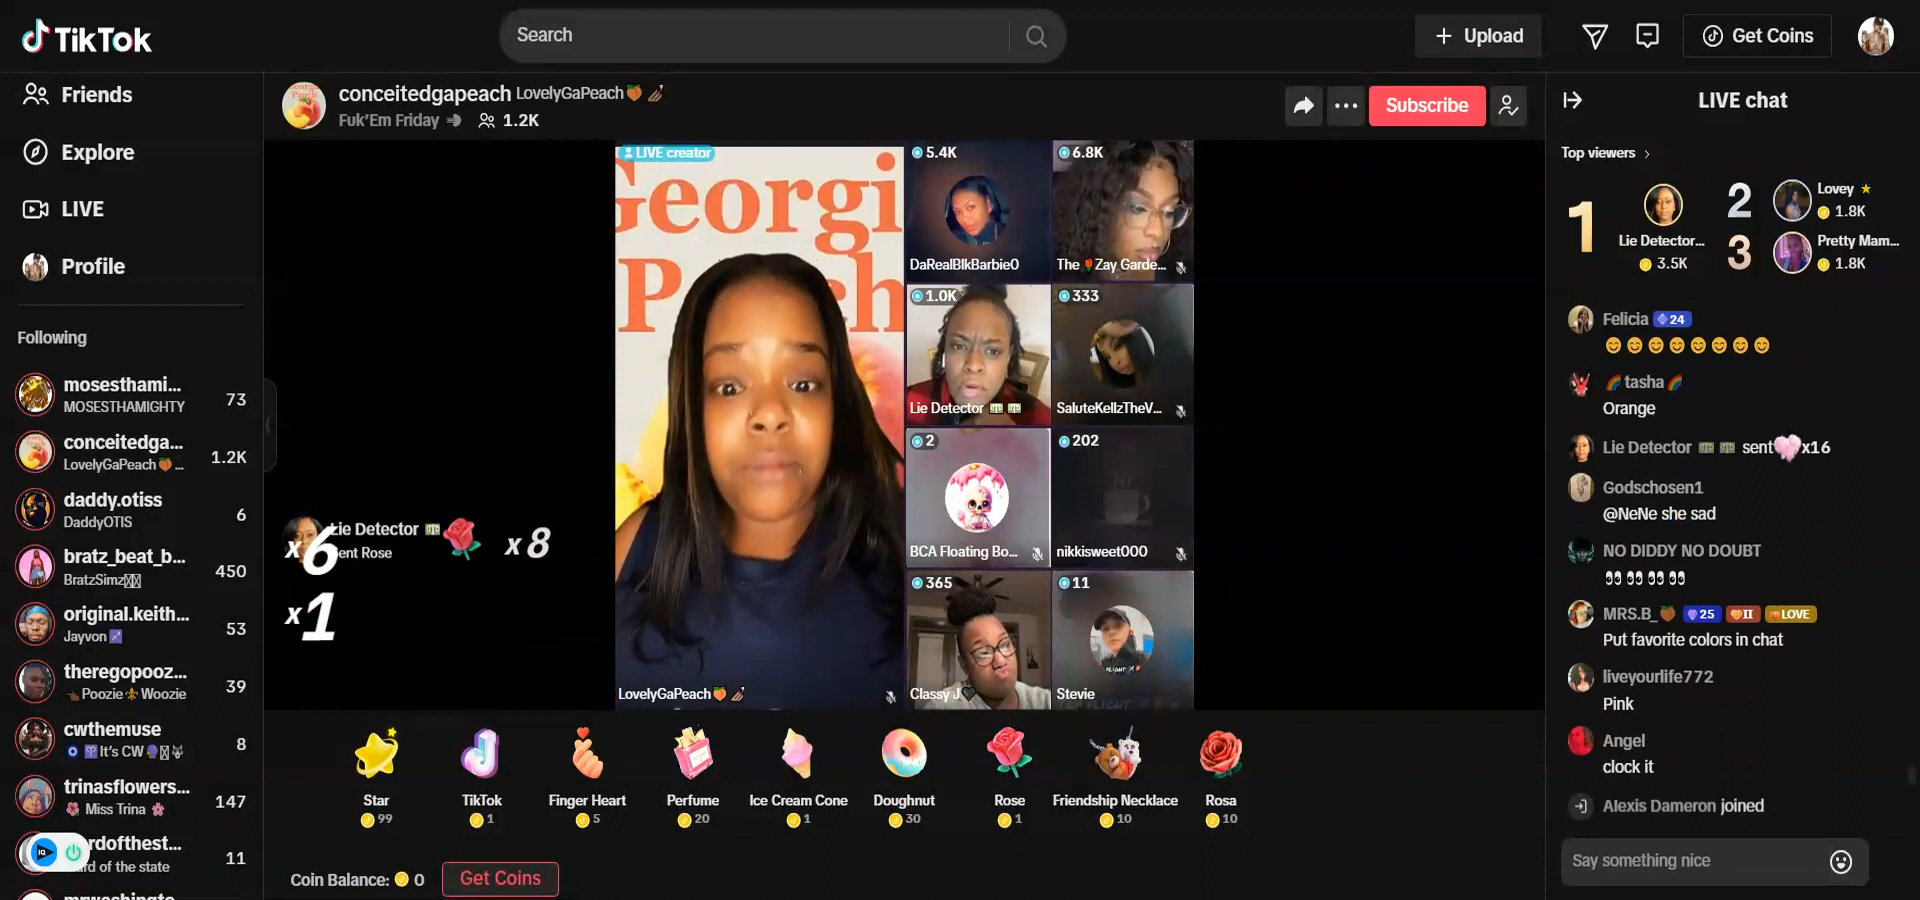 TikTok
Search
Upload
Get Coins
Friends
Explore
LIVE
Profile
Following
mosesthami...
MOSESTHAMIGHTY
73
conceitedga...
LovelyGaPeach🍑...
1.2K
daddy.otiss
DaddyOTIS
6
bratz_beat_b...
BratzSimz
450
original.keith...
Jayvon
53
theregopooz...
Poozie⚜Woozie
39
cwthemuse
It's CW
8
trinasflowers...
🌺 Miss Trina 🌸
147
rdofthest...
rd of the state
11
conceitedgapeach LovelyGaPeach🍑💅🏾
Fuk'Em Friday 1.2K
Subscribe
LIVE creator
Georgi
Peach
LovelyGaPeach🍑💅🏾
5.4K
DaRealBlkBarbie0
6.8K
The 🌹Zay Garde...
1.0K
Lie Detector 💵 💵
333
SaluteKellzTheV...
2
BCA Floating Bo...
202
nikkisweet000
365
Classy J🖤
11
Stevie
Lie Detector 💵
ent Rose
x8
x6
x1
Star
99
TikTok
1
Finger Heart
5
Perfume
20
Ice Cream Cone
1
Doughnut
30
Rose
1
Friendship Necklace
10
Rosa
10
Coin Balance: 0
Get Coins
LIVE chat
Top viewers
1
Lie Detector...
3.5K
2
Lovey ⭐
1.8K
3
Pretty Mam...
1.8K
Felicia 24
😊😊😊😊😊😊😊😊
🌈tasha🌈
Orange
Lie Detector 💵 💵 sent x16
Godschosen1
@NeNe she sad
NO DIDDY NO DOUBT
👀👀👀👀
MRS.B_🍑 25 II LOVE
Put favorite colors in chat
liveyourlife772
Pink
Angel
clock it
Alexis Dameron joined
Say something nice